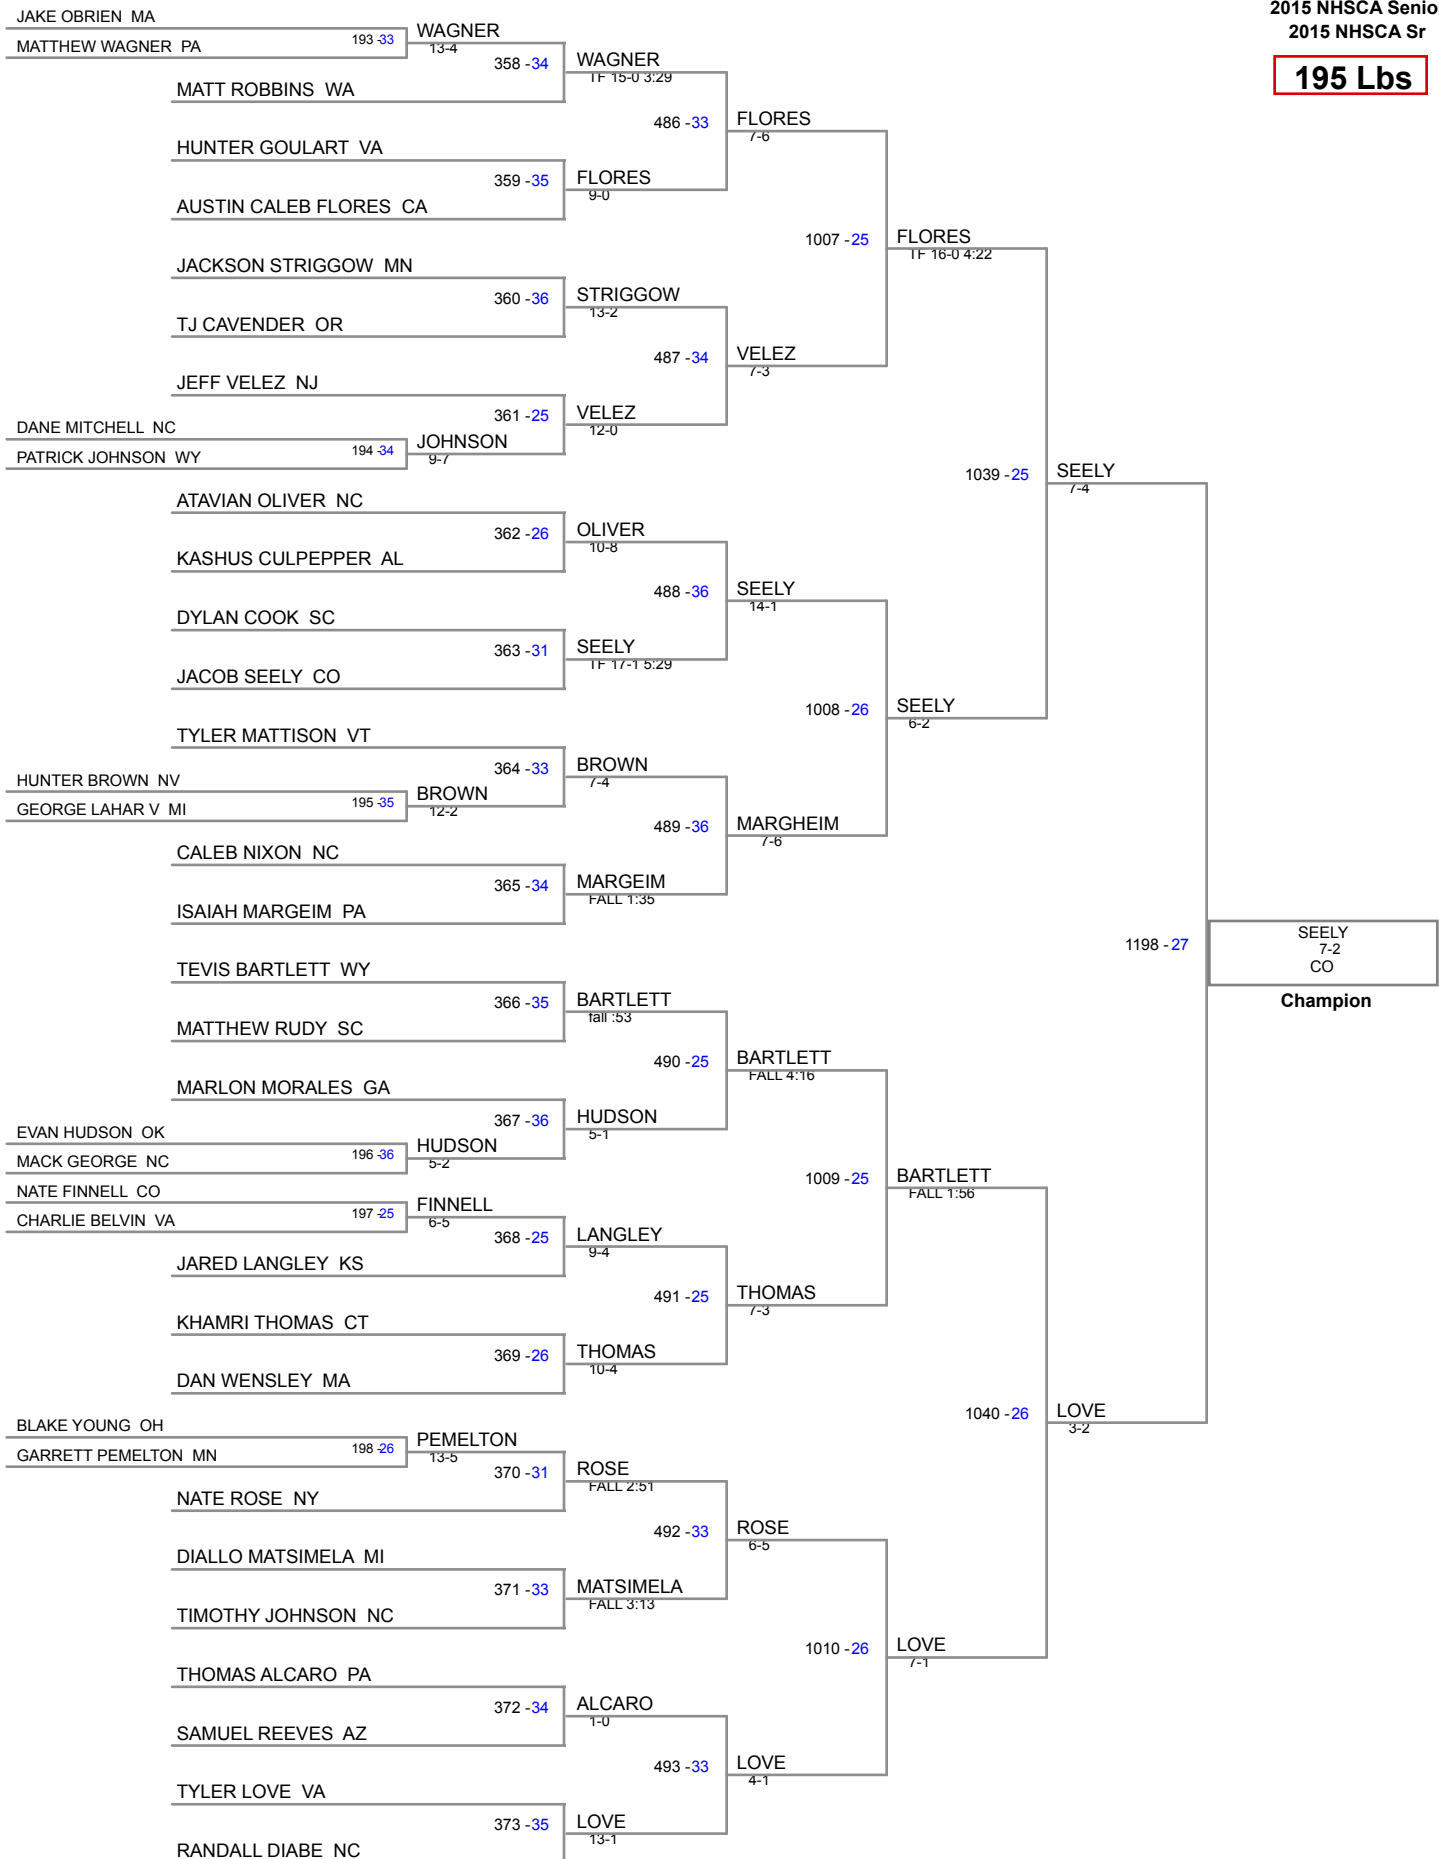 2015 NHSCA Senio
2015 NHSCA Sr
195 Lbs
JAKE OBRIEN MA
MATTHEW WAGNER PA
193 -33
WAGNER
13-4
358 -34
MATT ROBBINS WA
WAGNER
TF 15-0 3:29
HUNTER GOULART VA
359 -35
AUSTIN CALEB FLORES CA
FLORES
9-0
486 -33
FLORES
7-6
JACKSON STRIGGOW MN
360 -36
TJ CAVENDER OR
STRIGGOW
13-2
487 -34
VELEZ
7-3
JEFF VELEZ NJ
361 -25
VELEZ
12-0
DANE MITCHELL NC
PATRICK JOHNSON WY
194 -34
JOHNSON
9-7
1007 -25
FLORES
TF 16-0 4:22
ATAVIAN OLIVER NC
362 -26
KASHUS CULPEPPER AL
OLIVER
10-8
488 -36
SEELY
14-1
DYLAN COOK SC
363 -31
JACOB SEELY CO
SEELY
TF 17-1 5:29
1008 -26
SEELY
6-2
1039 -25
SEELY
7-4
TYLER MATTISON VT
364 -33
BROWN
7-4
HUNTER BROWN NV
GEORGE LAHAR V MI
195 -35
BROWN
12-2
489 -36
MARGHEIM
7-6
CALEB NIXON NC
365 -34
ISAIAH MARGEIM PA
MARGEIM
FALL 1:35
1198 -27
SEELY
7-2
CO
Champion
TEVIS BARTLETT WY
366 -35
MATTHEW RUDY SC
BARTLETT
fall :53
490 -25
BARTLETT
FALL 4:16
MARLON MORALES GA
367 -36
HUDSON
5-1
EVAN HUDSON OK
MACK GEORGE NC
196 -36
HUDSON
5-2
1009 -25
BARTLETT
FALL 1:56
NATE FINNELL CO
CHARLIE BELVIN VA
197 -25
FINNELL
6-5
368 -25
JARED LANGLEY KS
LANGLEY
9-4
491 -25
THOMAS
7-3
KHAMRI THOMAS CT
369 -26
DAN WENSLEY MA
THOMAS
10-4
1040 -26
LOVE
3-2
BLAKE YOUNG OH
GARRETT PEMELTON MN
198 -26
PEMELTON
13-5
370 -31
NATE ROSE NY
ROSE
FALL 2:51
492 -33
ROSE
6-5
DIALLO MATSIMELA MI
371 -33
TIMOTHY JOHNSON NC
MATSIMELA
FALL 3:13
1010 -26
LOVE
7-1
THOMAS ALCARO PA
372 -34
SAMUEL REEVES AZ
ALCARO
1-0
493 -33
LOVE
4-1
TYLER LOVE VA
373 -35
RANDALL DIABE NC
LOVE
13-1